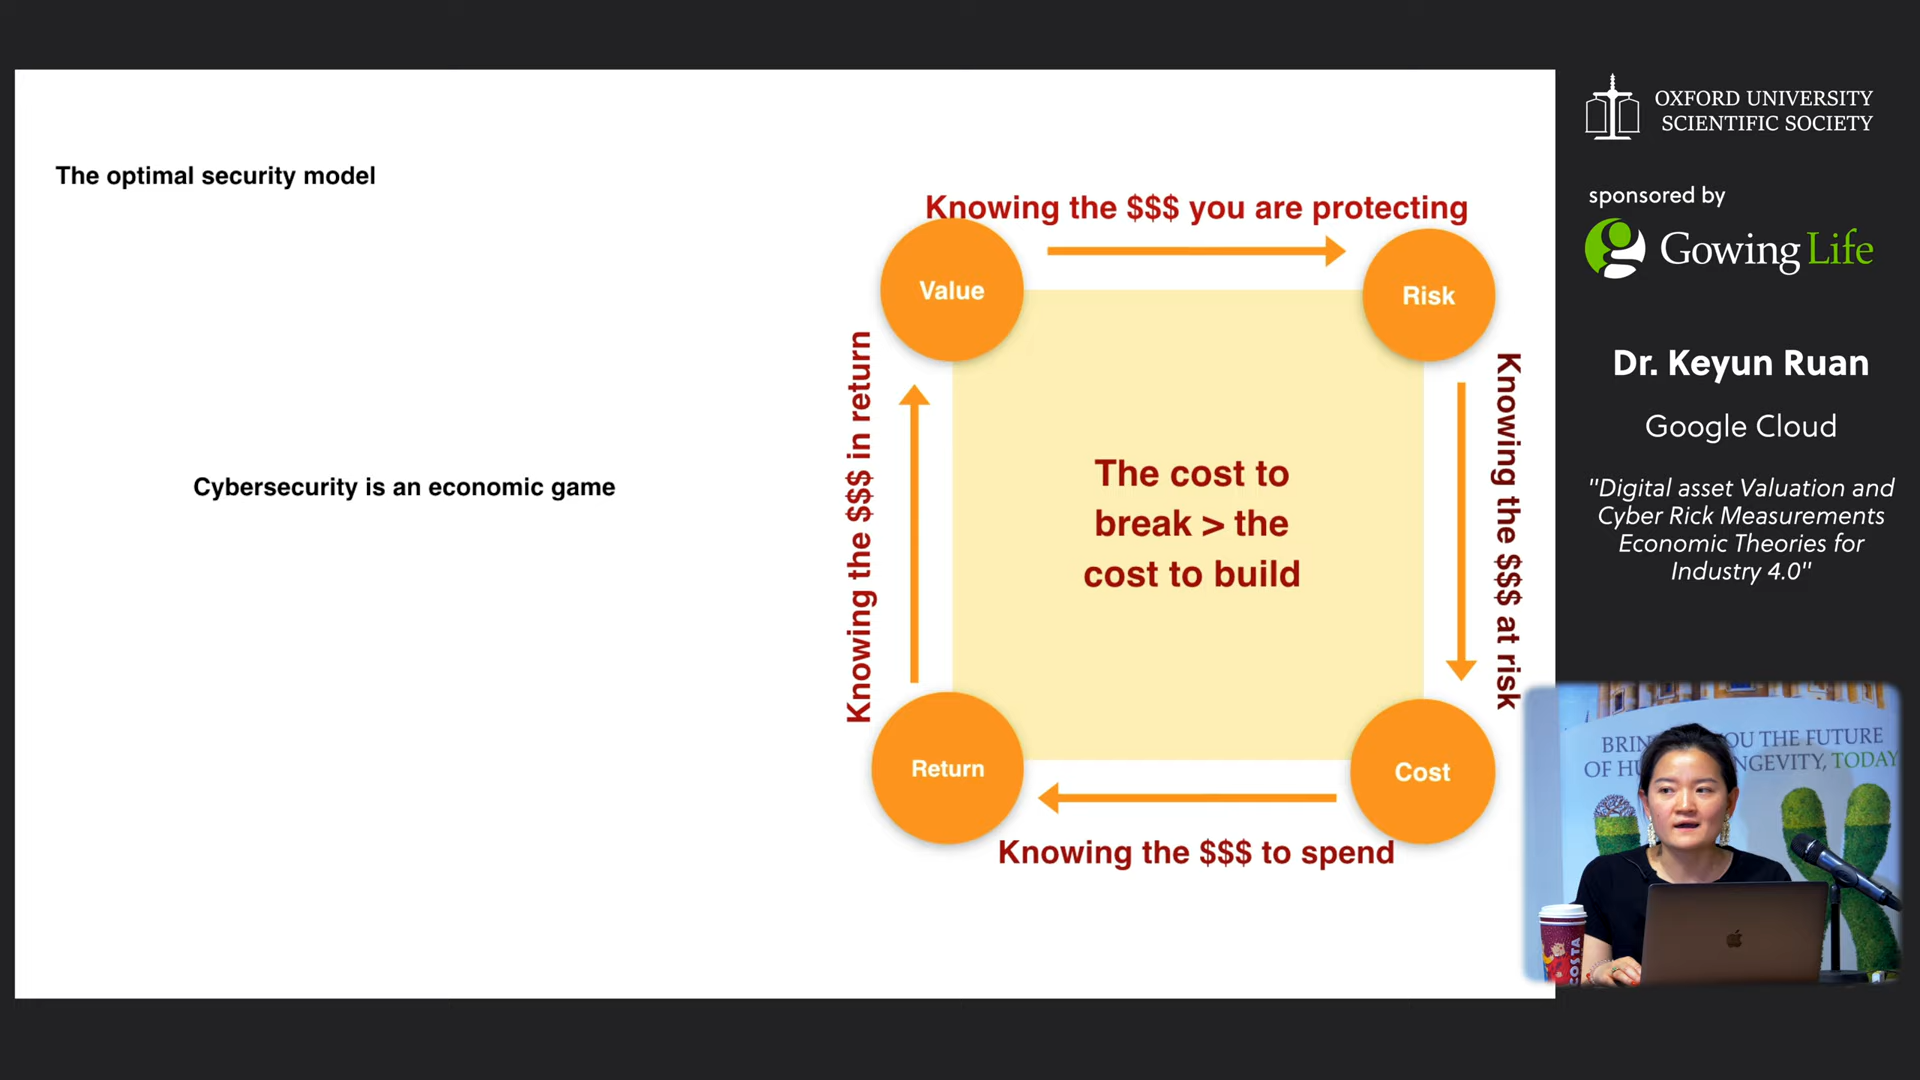 The optimal security model
Cybersecurity is an economic game
Knowing the $$$ you are protecting
Value
Risk
Knowing the $$$ in return
Knowing the $$$ at risk
The cost to
break > the
cost to build
Return
Cost
Knowing the $$$ to spend
OXFORD UNIVERSITY
SCIENTIFIC SOCIETY
sponsored by
Gowing Life
Dr. Keyun Ruan
Google Cloud
"Digital asset Valuation and
Cyber Rick Measurements
Economic Theories for
Industry 4.0"
OU THE FUTURE
OF NGEVITY, TODAY
COSTA